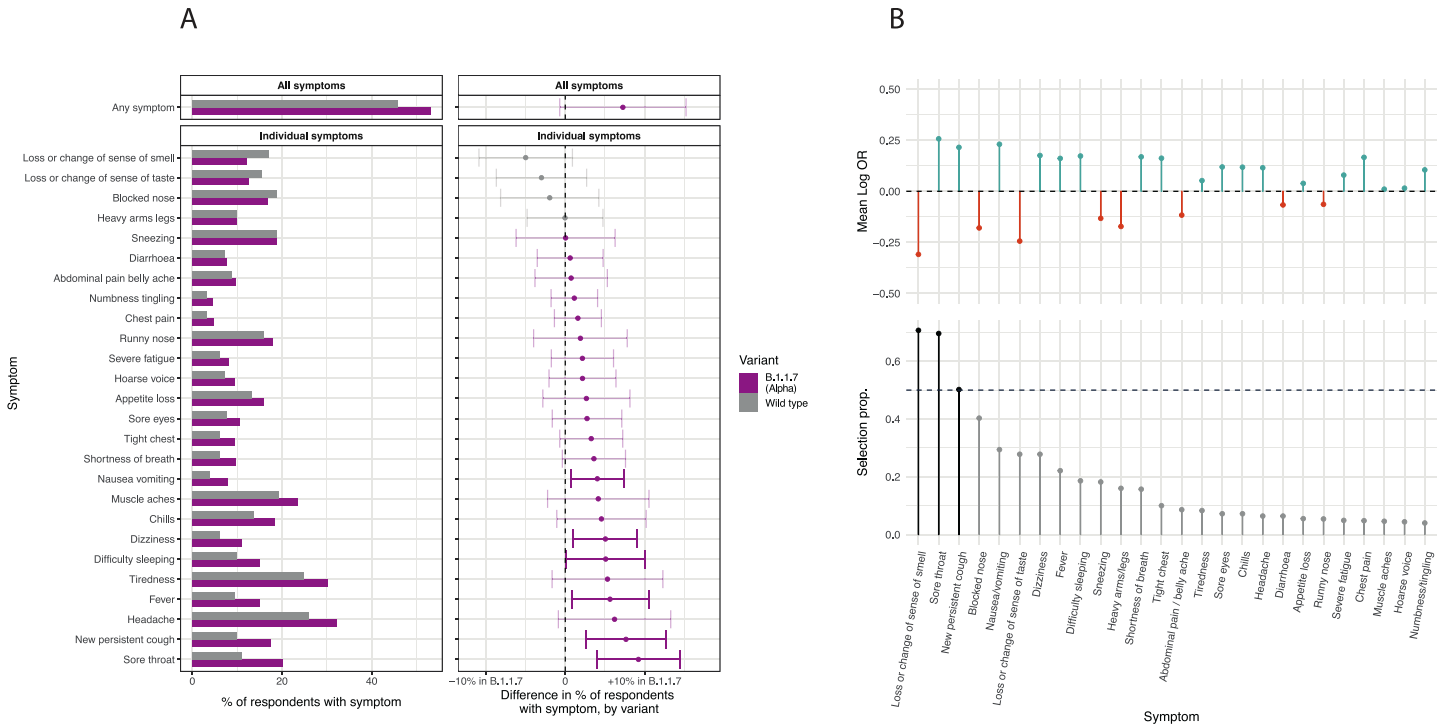 A
B
All symptoms
All symptoms
Any symptom
Individual symptoms
Individual symptoms
Loss or change of sense of smell
Loss or change of sense of taste
Blocked nose
Heavy arms legs
Sneezing
Diarrhoea
Abdominal pain belly ache
Numbness tingling
Chest pain
Runny nose
Severe fatigue
Hoarse voice
Appetite loss
Sore eyes
Tight chest
Shortness of breath
Nausea vomiting
Muscle aches
Chills
Dizziness
Difficulty sleeping
Tiredness
Fever
Headache
New persistent cough
Sore throat
Symptom
0
20
40
% of respondents with symptom
−10% in B.1.1.7
0
+10% in B.1.1.7
Difference in % of respondents
with symptom, by variant
Variant
B.1.1.7
(Alpha)
Wild type
0.50
0.25
0.00
−0.25
−0.50
Mean Log OR
0.6
0.4
0.2
0.0
Selection prop.
Loss or change of sense of smell
Sore throat
New persistent cough
Blocked nose
Nausea/vomiting
Loss or change of sense of taste
Dizziness
Fever
Difficulty sleeping
Sneezing
Heavy arms/legs
Shortness of breath
Tight chest
Abdominal pain / belly ache
Tiredness
Sore eyes
Chills
Headache
Diarrhoea
Appetite loss
Runny nose
Severe fatigue
Chest pain
Muscle aches
Hoarse voice
Numbness/tingling
Symptom